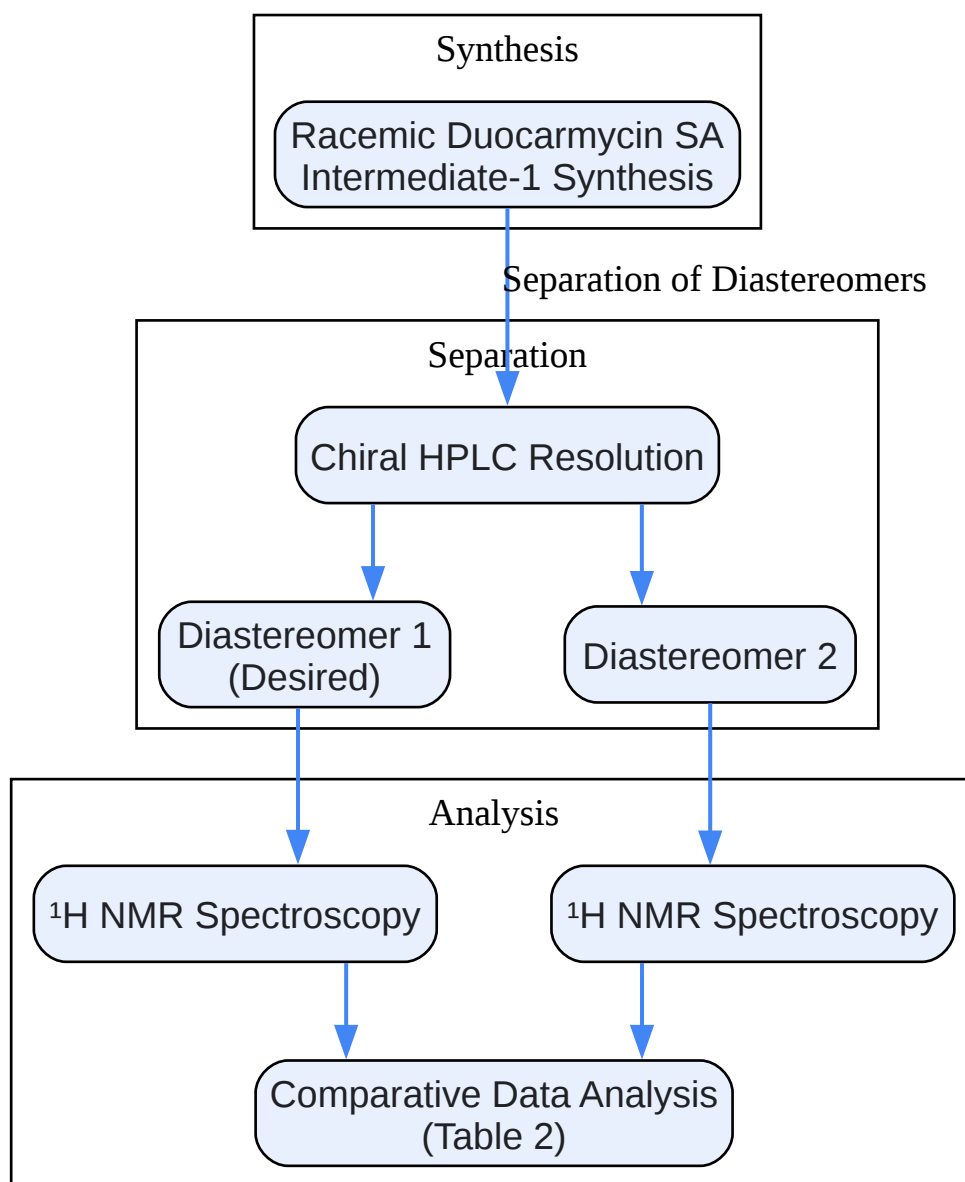 Synthesis
Racemic Duocarmycin SA
Intermediate-1 Synthesis
Separation of Diastereomers
Separation
Chiral HPLC Resolution
Diastereomer 1
(Desired)
Diastereomer 2
Analysis
¹H NMR Spectroscopy
¹H NMR Spectroscopy
Comparative Data Analysis
(Table 2)